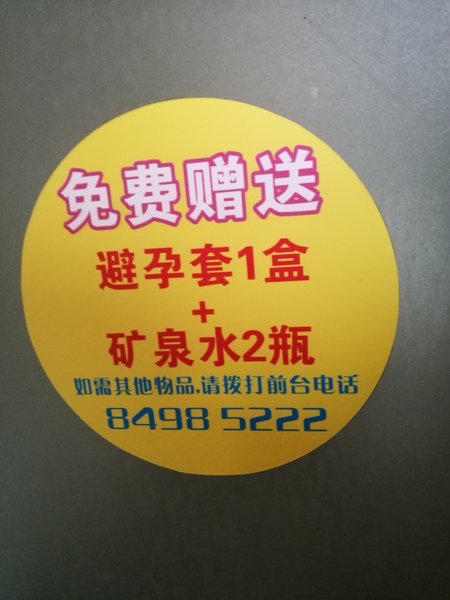 免费赠送
避孕套1盒
+
矿泉水2瓶
如需其他物品,请拨打前台电话
8498 5222